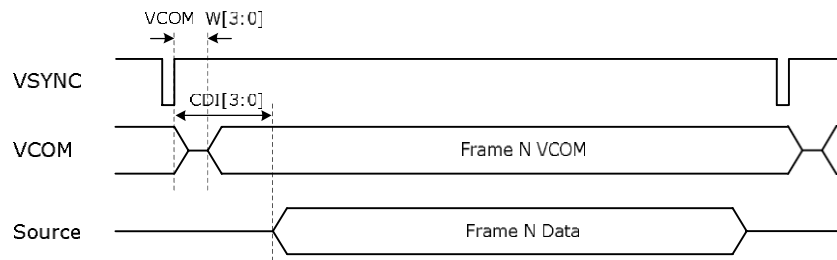 VCOM W[3:0]
VSYNC
CDI[3:0]
VCOM
Frame N VCOM
Source
Frame N Data